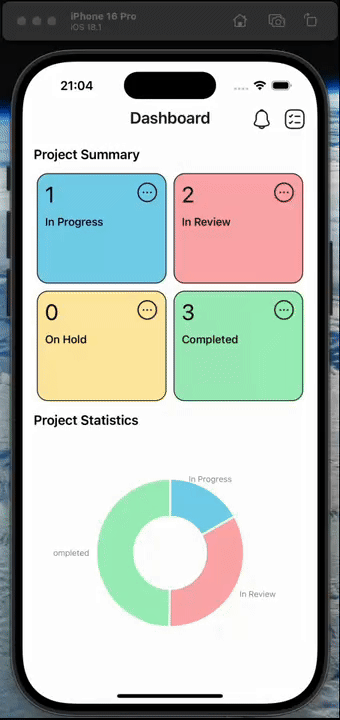 iPhone 16 Pro
iOS 18.1
21:04
Dashboard
Project Summary
1
In Progress
2
In Review
0
On Hold
3
Completed
Project Statistics
In Progress
ompleted
In Review